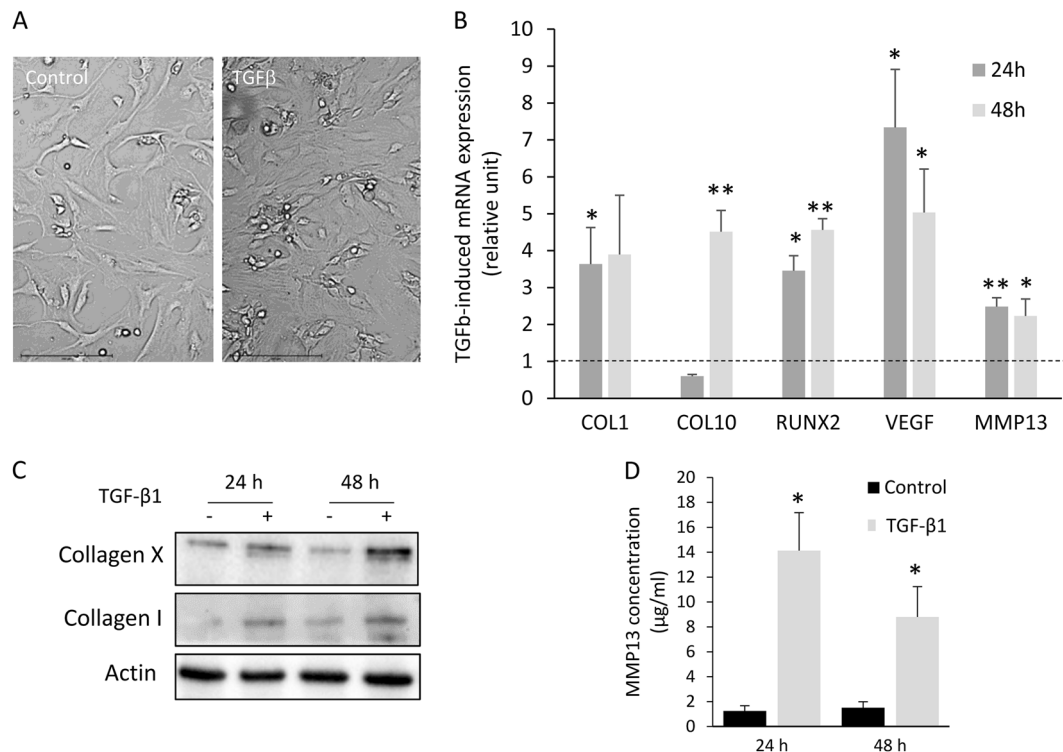 A
Control
TGFβ
B
TGFb-induced mRNA expression
(relative unit)
10
9
8
7
6
5
4
3
2
1
0
24h
48h
*
**
*
**
*
*
**
*
COL1
COL10
RUNX2
VEGF
MMP13
C
TGF-β1
24 h
48 h
-
+
-
+
Collagen X
Collagen I
Actin
D
MMP13 concentration
(µg/ml)
20
18
16
14
12
10
8
6
4
2
0
Control
TGF-β1
*
*
24 h
48 h